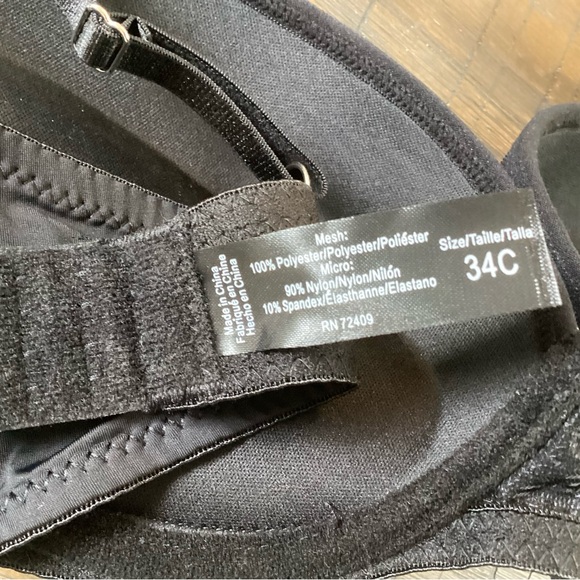 Made in China
Fabriqué en Chine
Hecho en China
Mesh:
100% Polyester/Polyester/Poliéster
Micro:
90% Nylon/Nylon/Nilón
10% Spandex/Élasthanne/Elastano
RN 72409
Size/Taille/Talla
34C